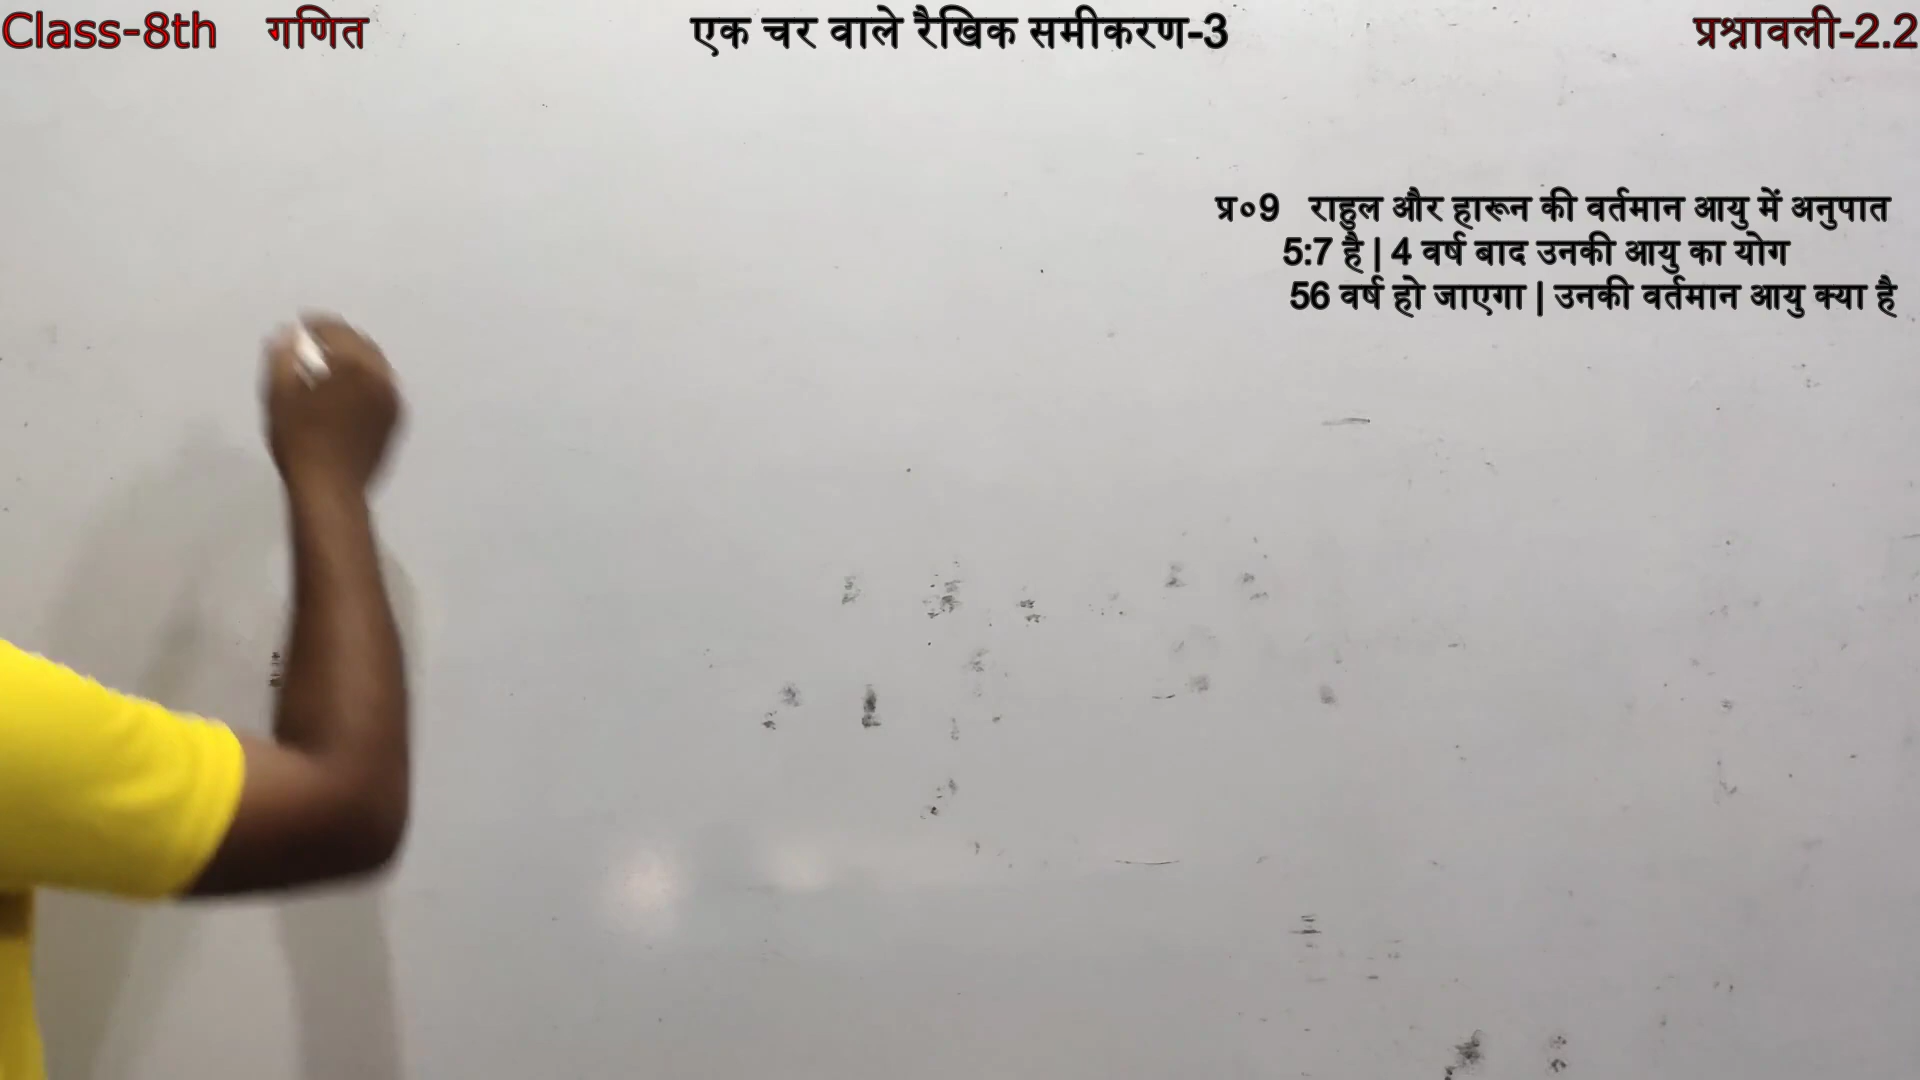 Class-8th गणित एक चर वाले रैखिक समीकरण-3 प्रश्नावली-2.2
प्र०9 राहुल और हारून की वर्तमान आयु में अनुपात
5:7 है | 4 वर्ष बाद उनकी आयु का योग
56 वर्ष हो जाएगा | उनकी वर्तमान आयु क्या है